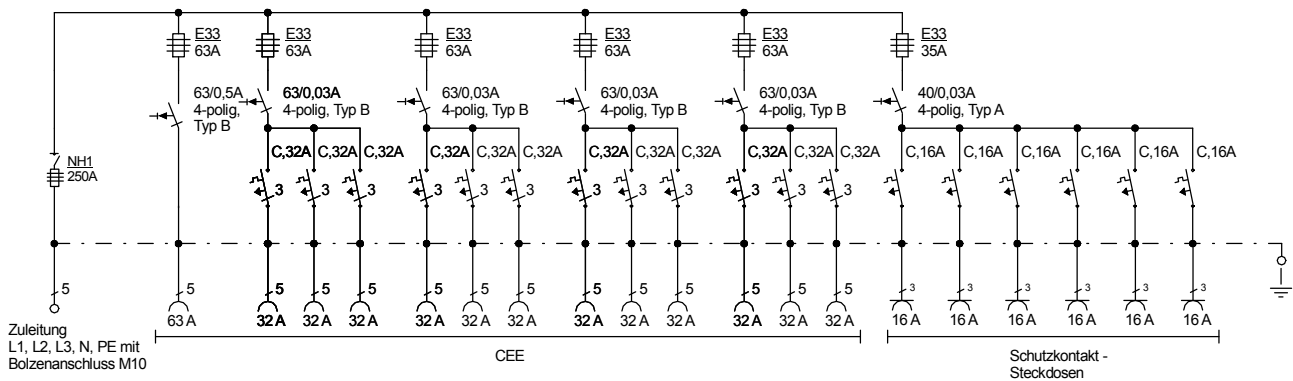 E33
63A
E33
63A
E33
63A
E33
63A
E33
63A
E33
35A
63/0,5A
4-polig,
Typ B
63/0,03A
4-polig, Typ B
63/0,03A
4-polig, Typ B
63/0,03A
4-polig, Typ B
63/0,03A
4-polig, Typ B
40/0,03A
4-polig, Typ A
NH1
250A
C,32A C,32A C,32A
C,32A C,32A C,32A
C,32A C,32A C,32A
C,32A C,32A C,32A
C,16A C,16A C,16A C,16A C,16A C,16A
3 3 3
3 3 3
3 3 3
3 3 3
5 5 5 5 5 5 5 5 5 5 5 5 5 5
3 3 3 3 3 3
63 A
32 A 32 A 32 A
32 A 32 A 32 A
32 A 32 A 32 A
32 A 32 A 32 A
16 A 16 A 16 A 16 A 16 A 16 A
Zuleitung
L1, L2, L3, N, PE mit
Bolzenanschluss M10
CEE
Schutzkontakt -
Steckdosen